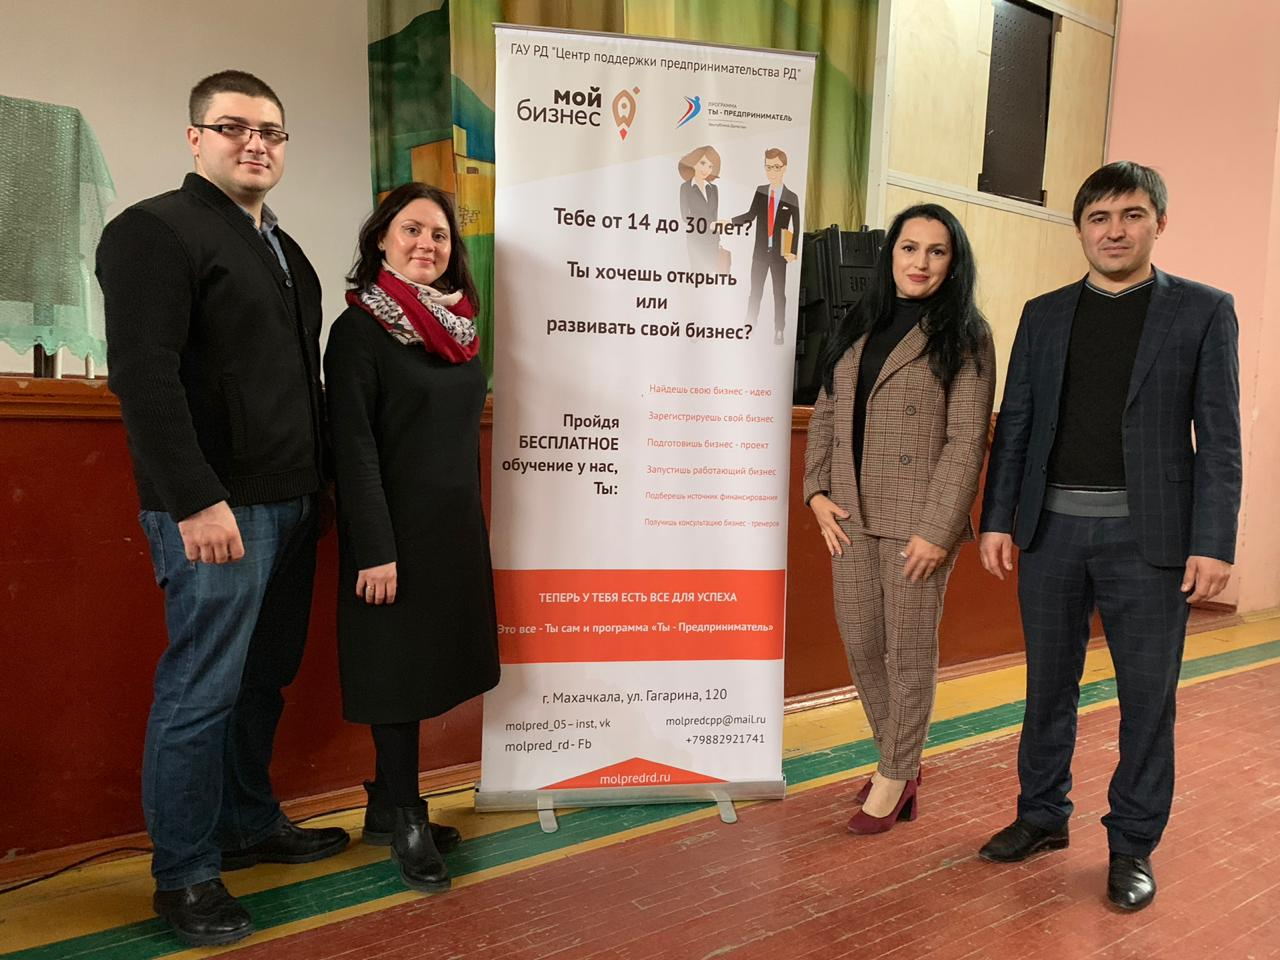 ГАУ РД "Центр поддержки предпринимательства РД"
мой
бизнес
ПРОГРАММА
ТЫ - ПРЕДПРИНИМАТЕЛЬ
Республика Дагестан
Тебе от 14 до 30 лет?
Ты хочешь открыть
или
развивать свой бизнес?
Пройдя
БЕСПЛАТНОЕ
обучение у нас,
Ты:
Найдешь свою бизнес - идею
Зарегистрируешь свой бизнес
Подготовишь бизнес - проект
Запустишь работающий бизнес
Подберешь источник финансирования
Получишь консультацию бизнес - тренеров
ТЕПЕРЬ У ТЕБЯ ЕСТЬ ВСЕ ДЛЯ УСПЕХА
Это все - Ты сам и программа «Ты - Предприниматель»
г. Махачкала, ул. Гагарина, 120
molpred_05 – inst, vk
molpred_rd - Fb
molpredcpp@mail.ru
+79882921741
molpredrd.ru